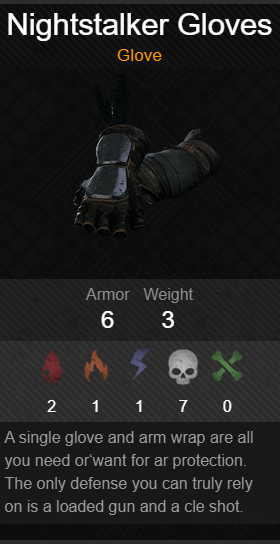 Nightstalker Gloves
Glove
Armor Weight
6 3
2 1 1 7 0
A single glove and arm wrap are all
you need or‘want for ar protection.
The only defense you can truly rely
on is a loaded gun and a cle shot.